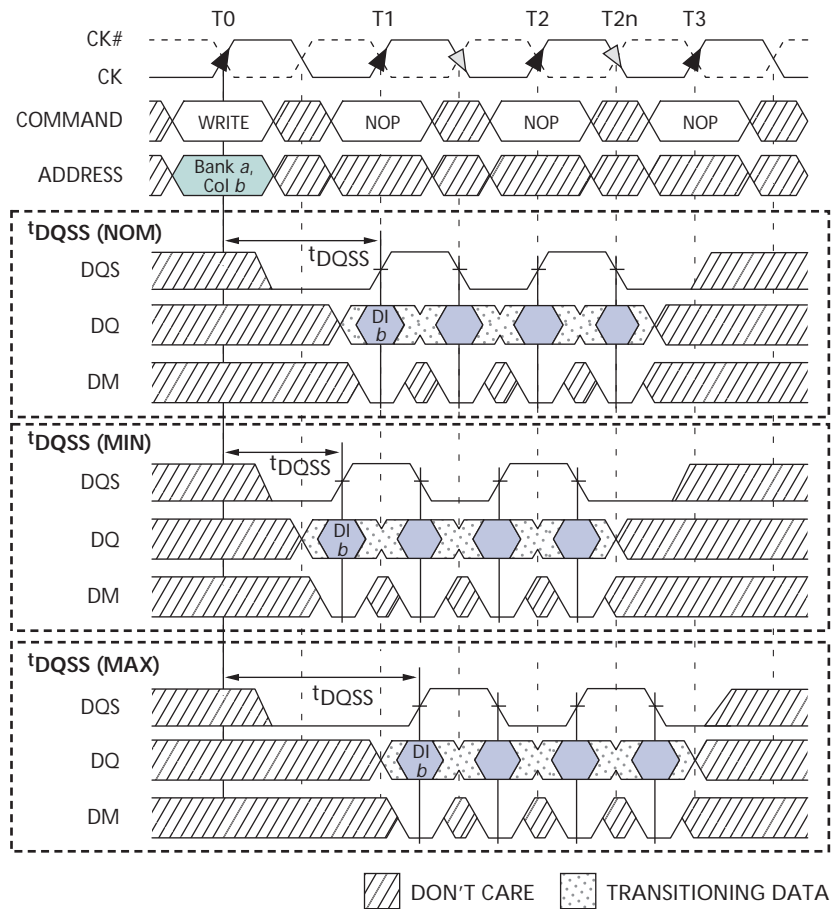 T0 T1 T2 T2n T3
CK#
CK
COMMAND WRITE NOP NOP NOP
ADDRESS Bank a,
Col b
tDQSS (NOM)
tDQSS
DQS
DQ DI
b
DM
tDQSS (MIN)
tDQSS
DQS
DQ DI
b
DM
tDQSS (MAX)
tDQSS
DQS
DQ DI
b
DM
DON'T CARE TRANSITIONING DATA